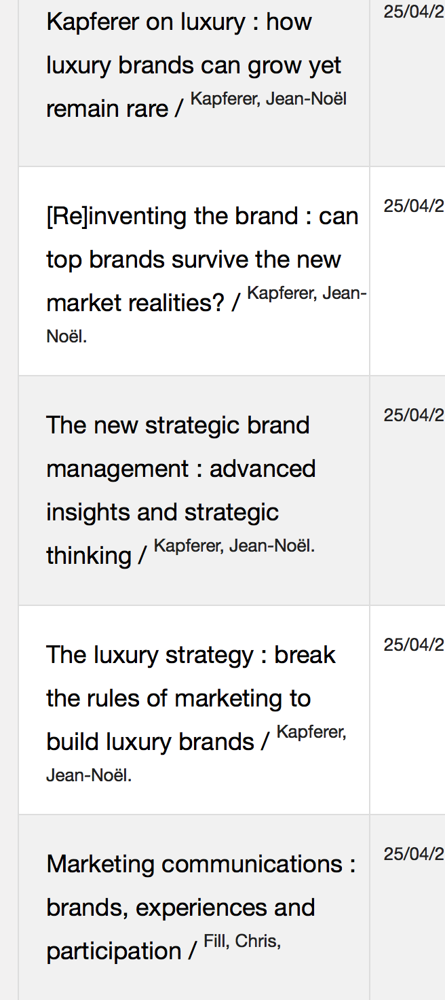 Kapferer on luxury : how
luxury brands can grow yet
remain rare / Kapferer, Jean-Noël
25/04/2
[Re]inventing the brand : can
top brands survive the new
market realities? / Kapferer, Jean-
Noël.
25/04/2
The new strategic brand
management : advanced
insights and strategic
thinking / Kapferer, Jean-Noël.
25/04/2
The luxury strategy : break
the rules of marketing to
build luxury brands / Kapferer,
Jean-Noël.
25/04/2
Marketing communications :
brands, experiences and
participation / Fill, Chris,
25/04/2